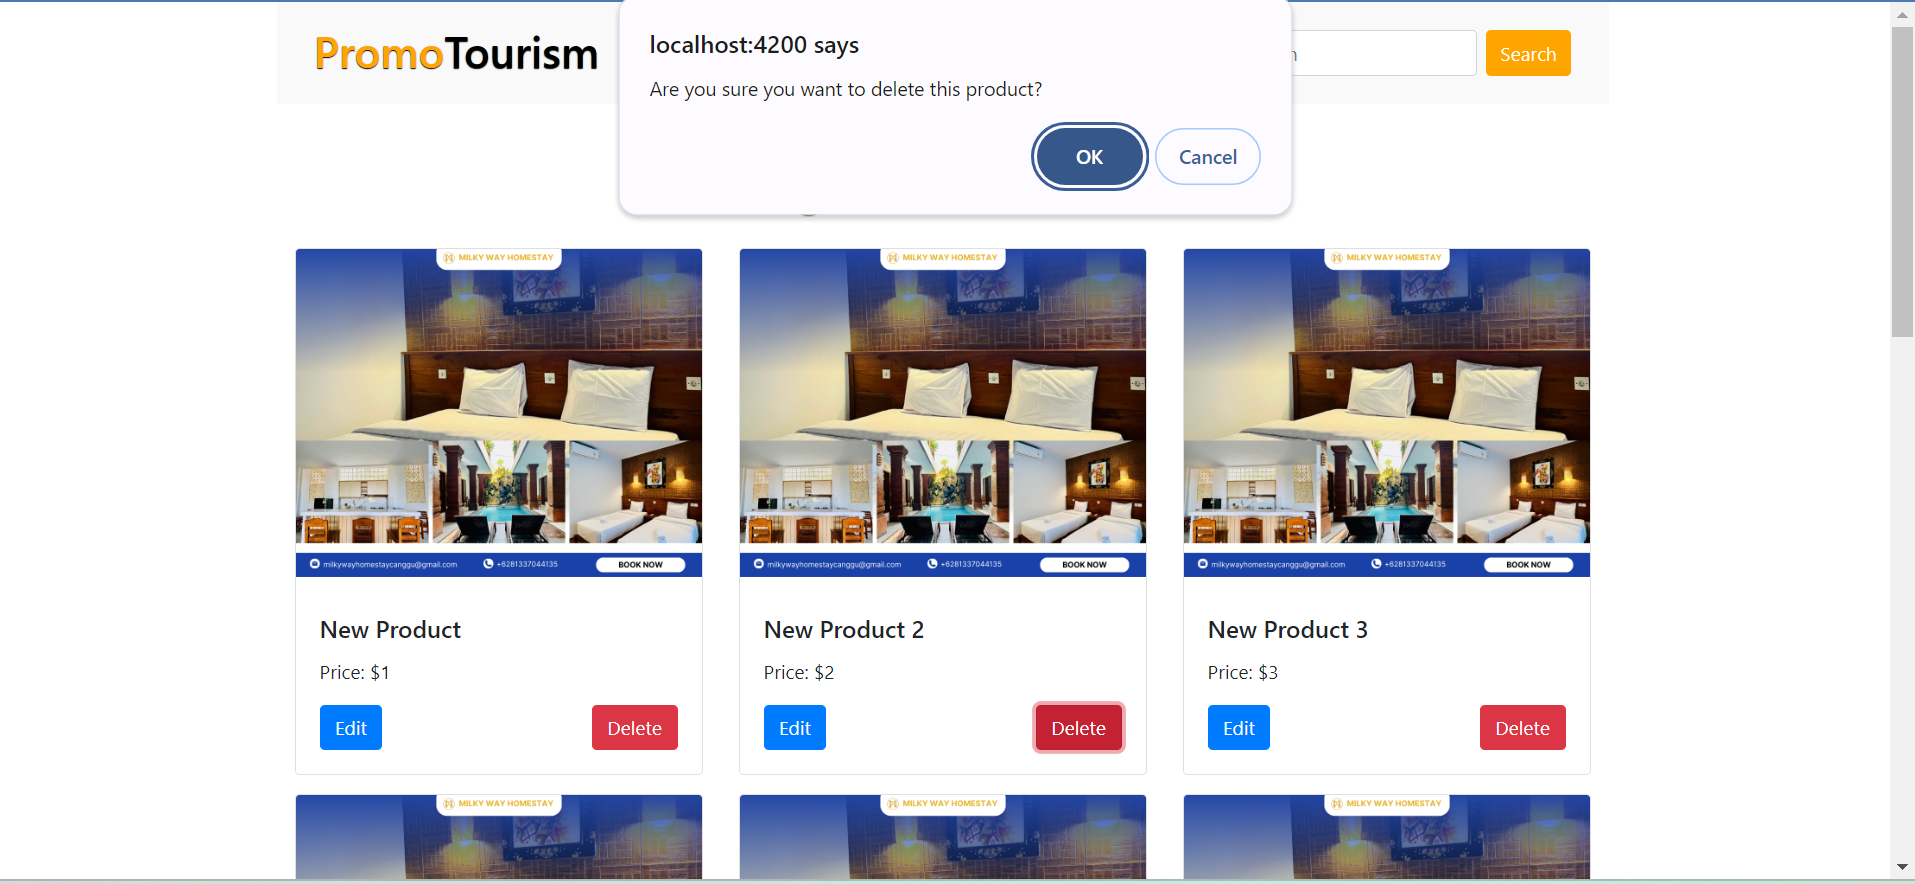 PromoTourism
localhost:4200 says
Are you sure you want to delete this product?
OK
Cancel
Search
MILKY WAY HOMESTAY
milkywayhomestaycanggu@gmail.com
+6281337044135
BOOK NOW
New Product
Price: $1
Edit
Delete
MILKY WAY HOMESTAY
milkywayhomestaycanggu@gmail.com
+6281337044135
BOOK NOW
New Product 2
Price: $2
Edit
Delete
MILKY WAY HOMESTAY
milkywayhomestaycanggu@gmail.com
+6281337044135
BOOK NOW
New Product 3
Price: $3
Edit
Delete
MILKY WAY HOMESTAY
MILKY WAY HOMESTAY
MILKY WAY HOMESTAY